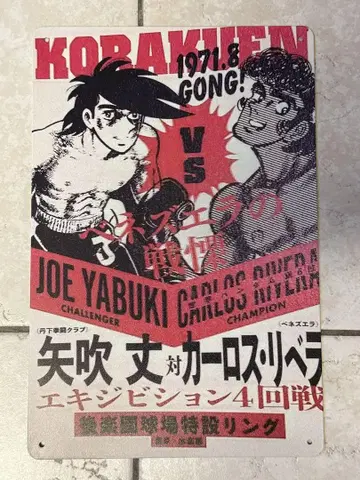 KORAKUEN
1971.8
GONG!
VS
ベネズエラの
戦慄
JOE YABUKI
CHALLENGER
CARLOS RIVERA
CHAMPION
(丹下拳闘クラブ)
(ベネズエラ)
矢吹 丈 対 カーロス・リベラ
エキジビション4回戦
後楽園球場特設リング